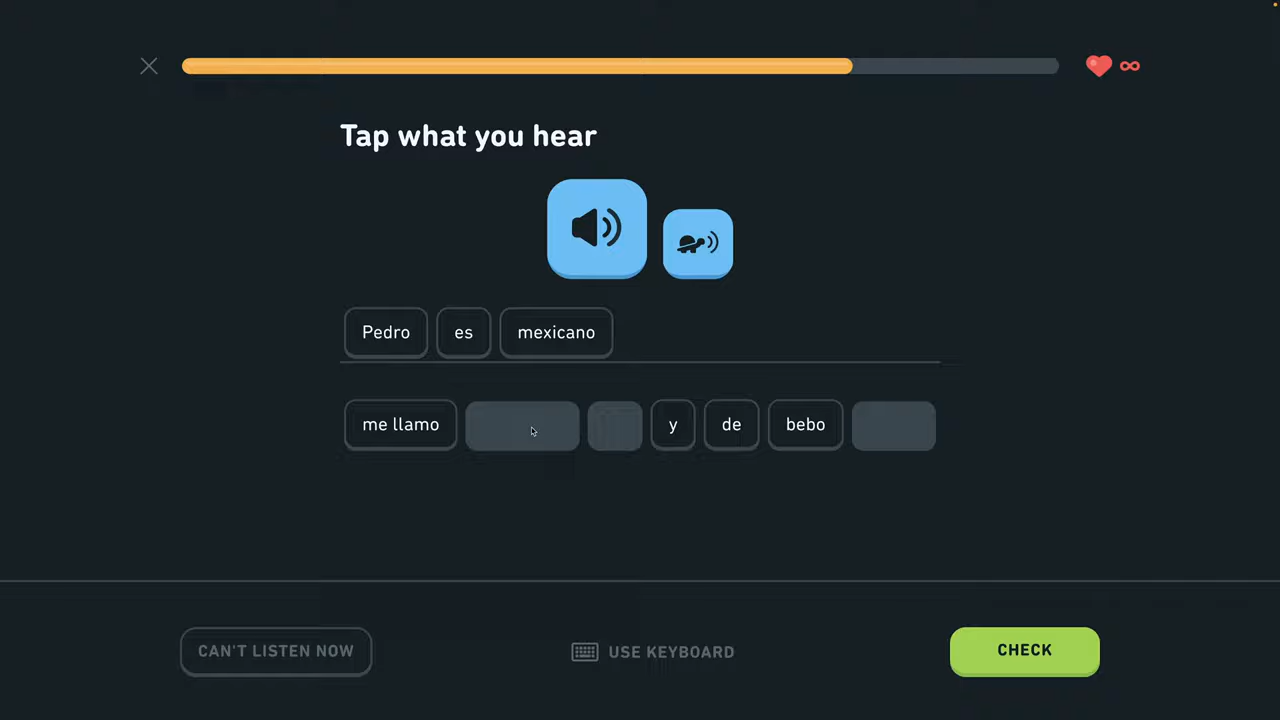 Tap what you hear
Pedro es mexicano
me llamo y de bebo
CAN'T LISTEN NOW USE KEYBOARD CHECK